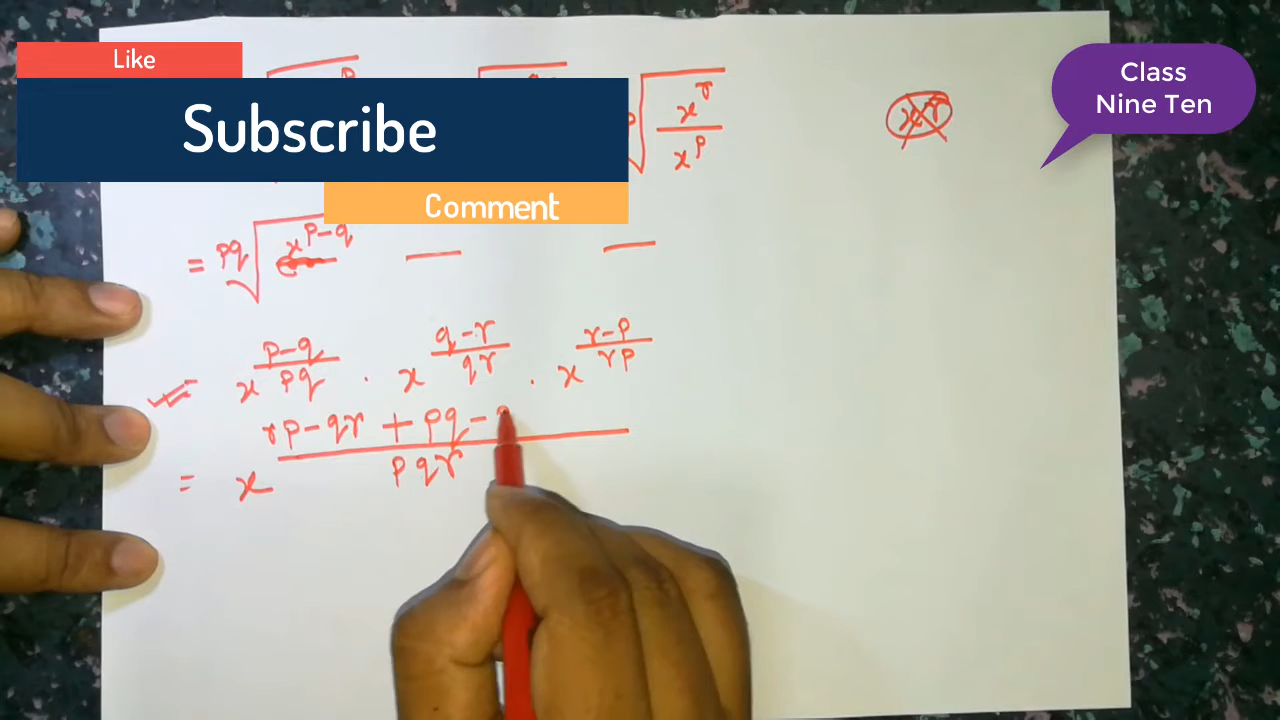 Like
Subscribe
Comment
Class
Nine Ten
x^r / x^p
= pq√x^(p-q) — —
x^((p-q)/pq) . x^((q-r)/qr) . x^((r-p)/rp)
= x^((rp-qr+pq-)/pqr)